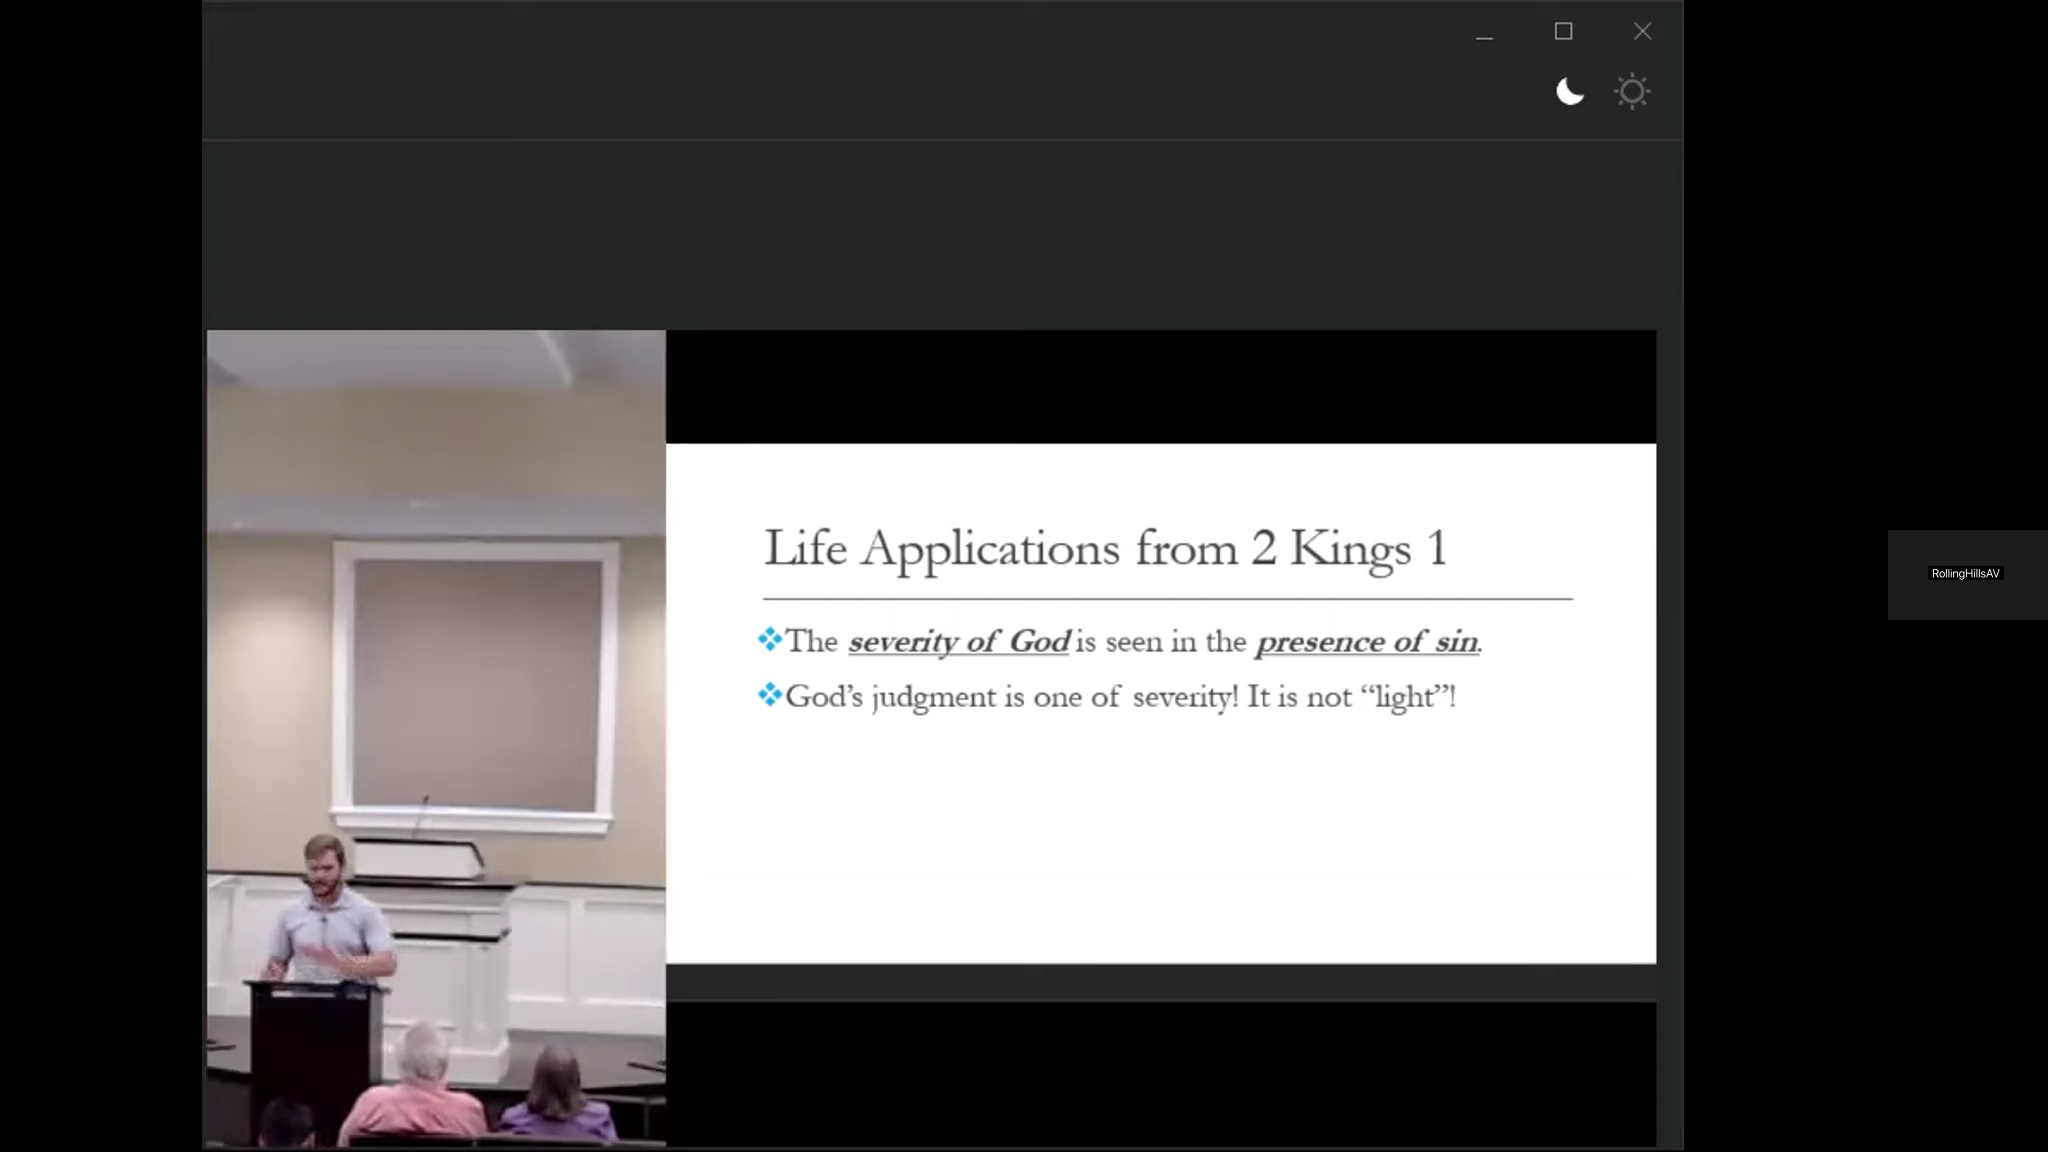 Life Applications from 2 Kings 1
❖The severity of God is seen in the presence of sin.
❖God’s judgment is one of severity! It is not “light”!
RollingHillsAV